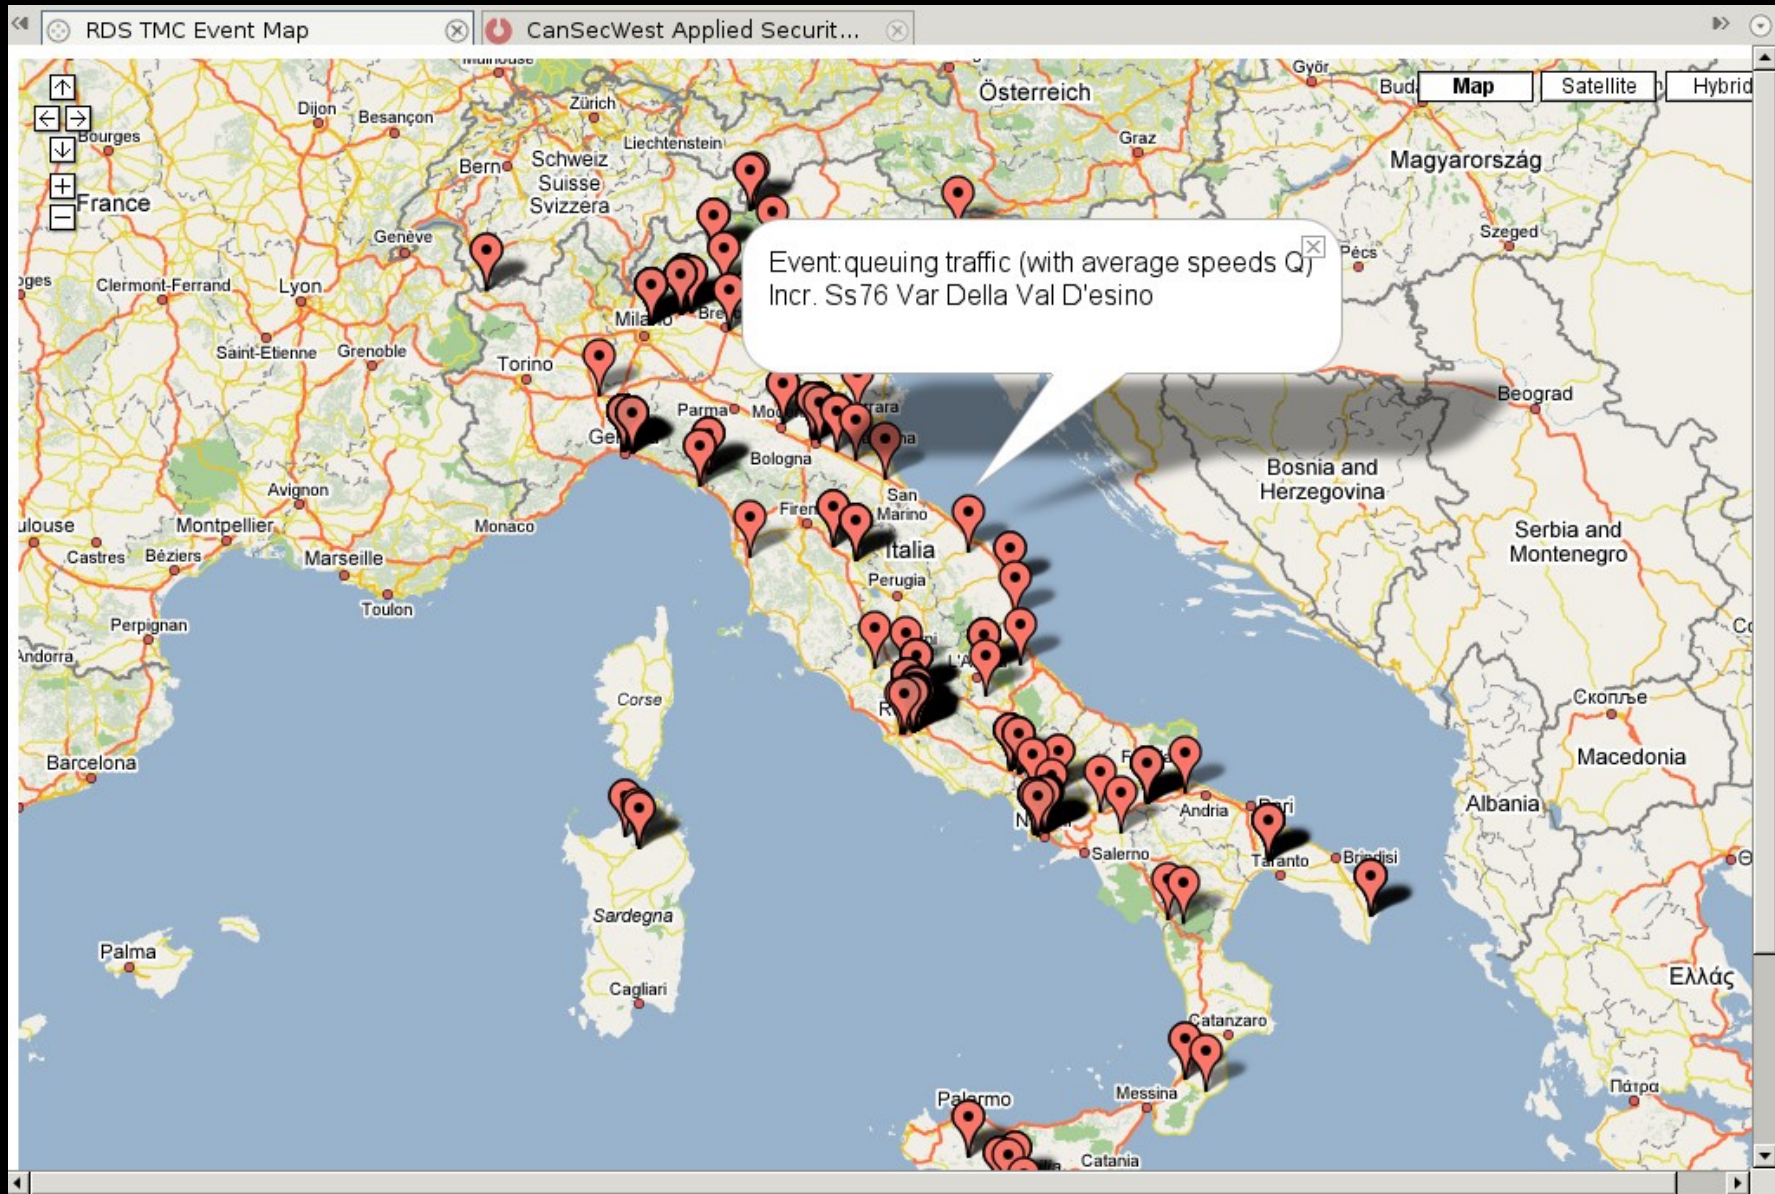 RDS TMC Event Map
CanSecWest Applied Securit...
Mulhouse
Györ
Zürich
Österreich
Map
Satellite
Hybrid
Dijon
Besançon
Bourges
Liechtenstein
Graz
Bern
Schweiz
Suisse
Svizzera
Magyarország
France
Genève
Szeged
Pécs
Event:queuing traffic (with average speeds Q)
Incr. Ss76 Var Della Val D'esino
Clermont-Ferrand
Lyon
Saint-Etienne
Grenoble
Torino
Beograd
Parma
Bologna
Bosnia and
Herzegovina
Avignon
San
Marino
Montpellier
Monaco
Serbia and
Montenegro
Castres
Béziers
Marseille
Italia
Perugia
Toulon
Perpignan
Andorra
Corse
Скопље
Barcelona
Macedonia
Albania
Andria
Salerno
Taranto
Brindisi
Sardegna
Palma
Cagliari
Ελλάς
Catanzaro
Πάτρα
Messina
Palermo
Catania